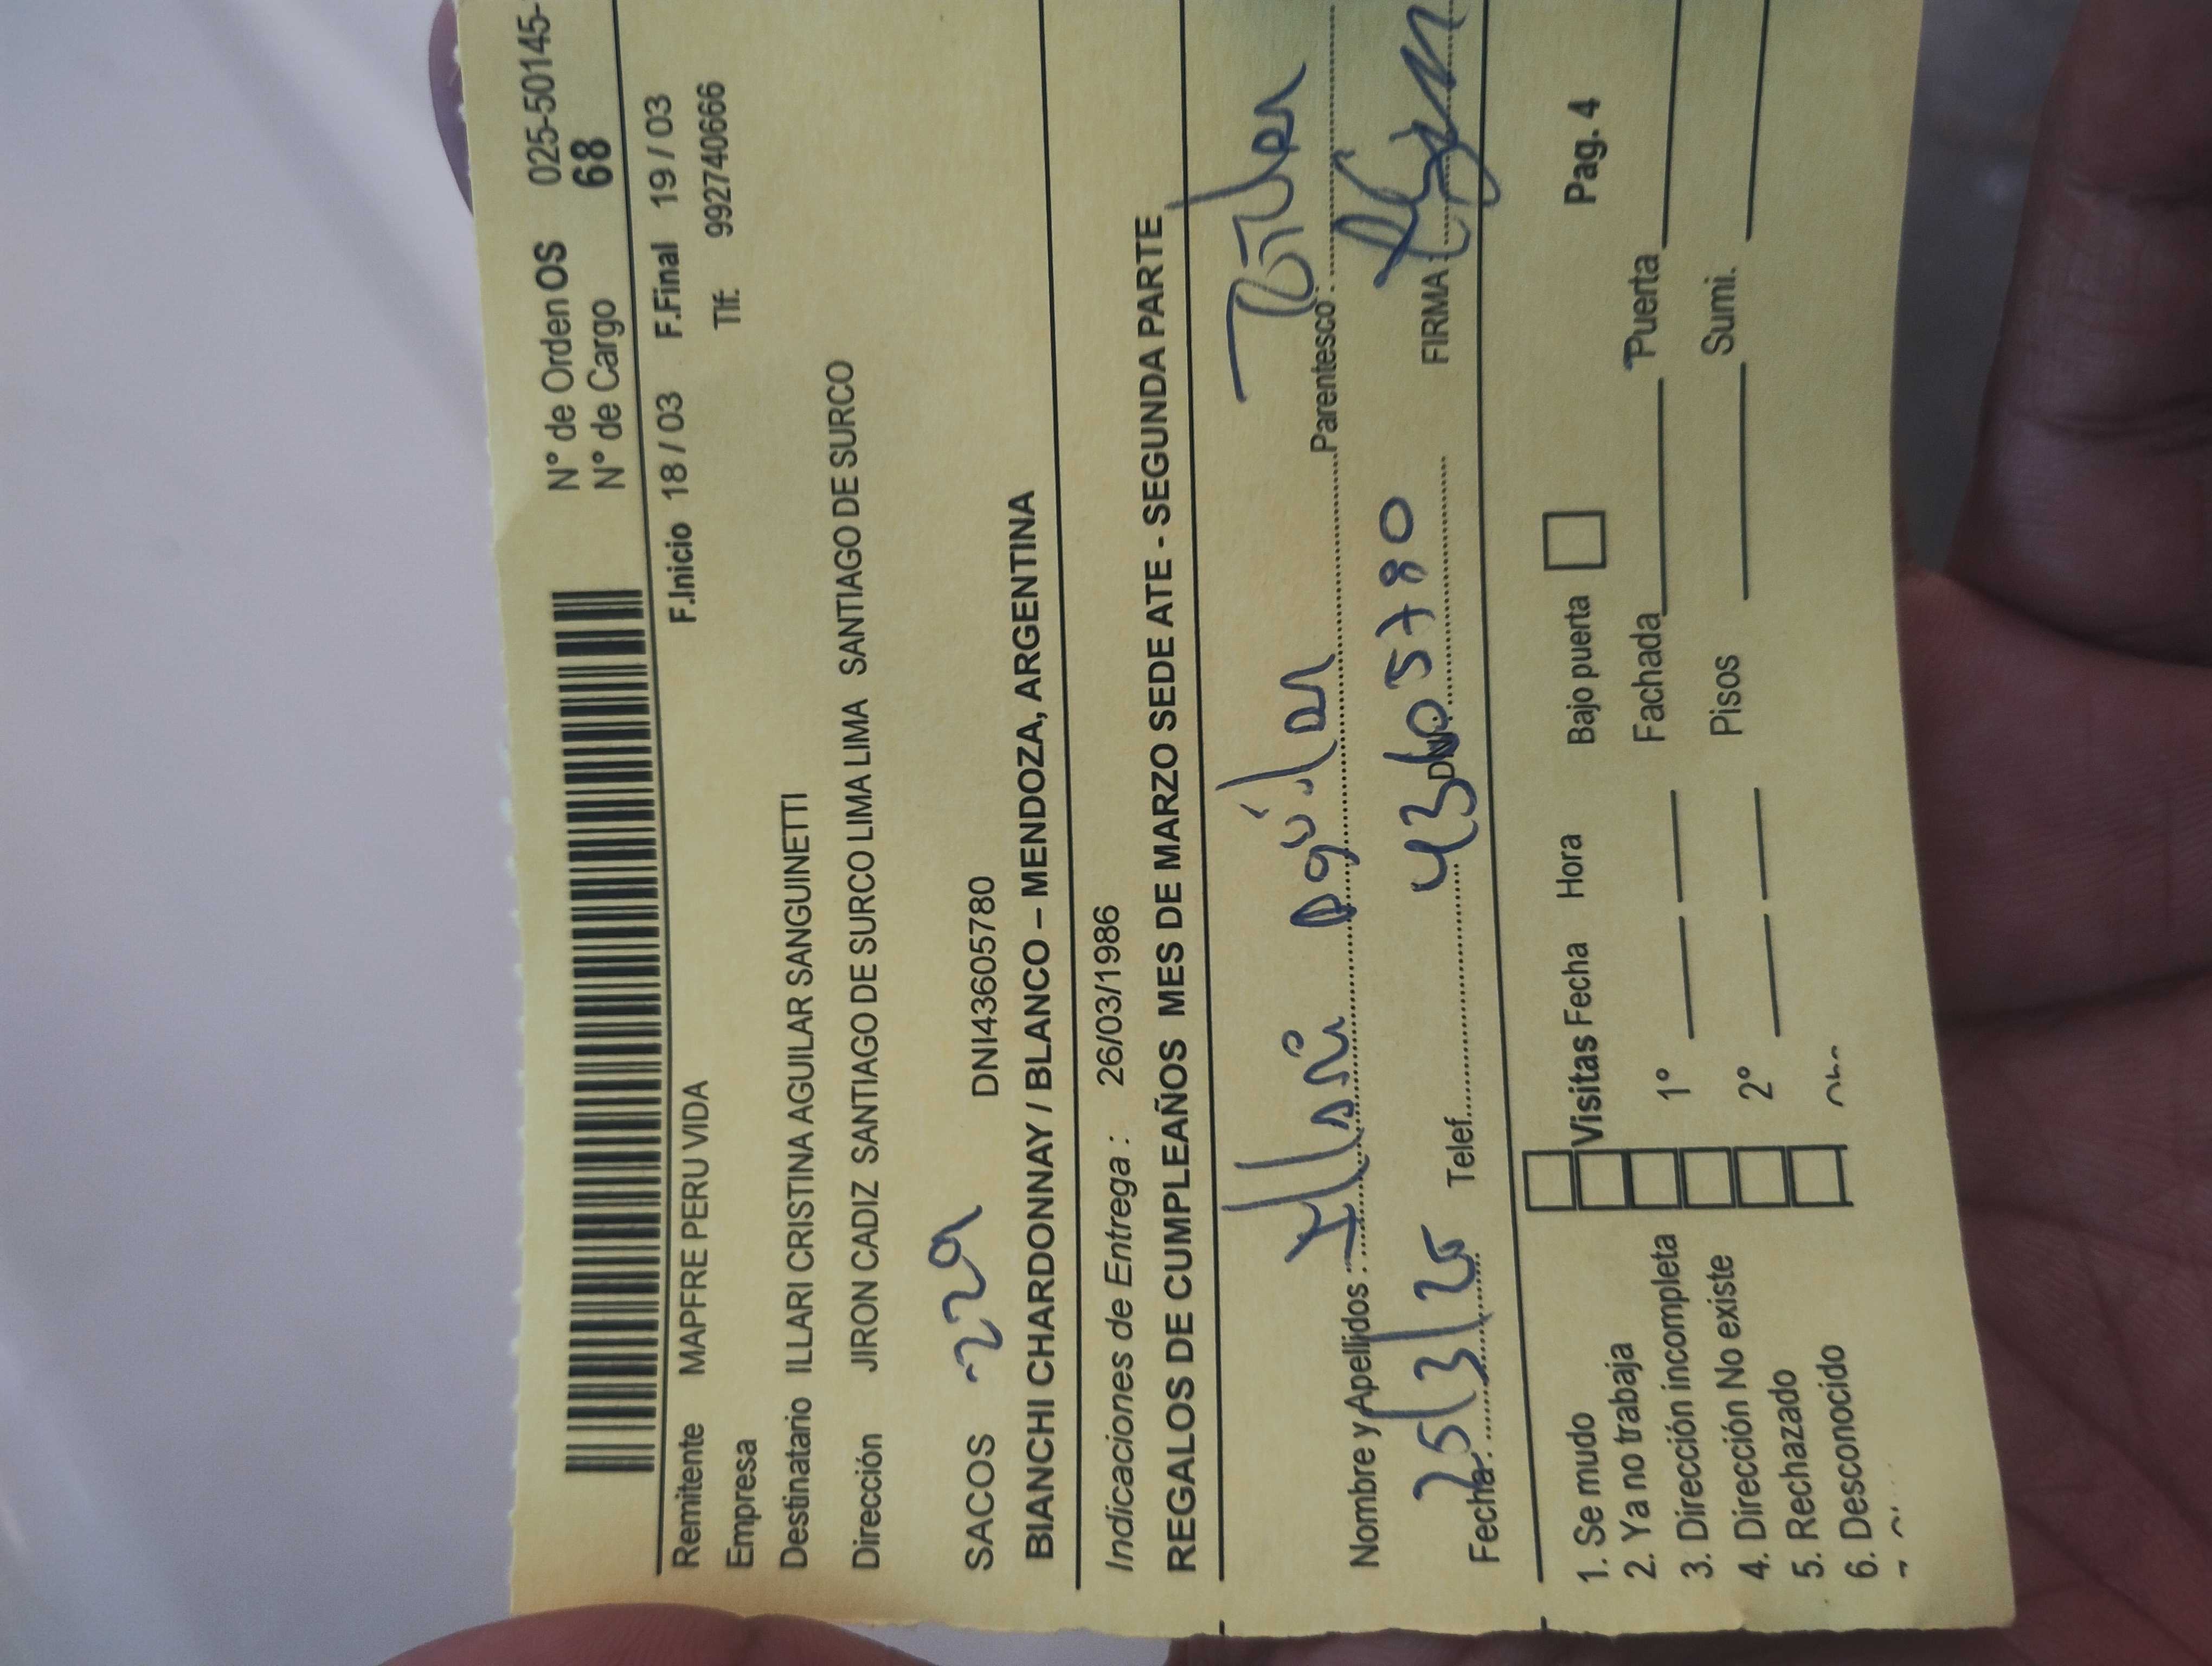 N° de Orden OS 025-50145-
N° de Cargo 68
F.Inicio 18 / 03 F.Final 19 / 03
Remitente MAPFRE PERU VIDA Tlf. 992740666
Empresa
Destinatario ILLARI CRISTINA AGUILAR SANGUINETTI
Dirección JIRON CADIZ SANTIAGO DE SURCO LIMA LIMA SANTIAGO DE SURCO
SACOS 229 DNI43605780
BIANCHI CHARDONNAY / BLANCO – MENDOZA, ARGENTINA
Indicaciones de Entrega : 26/03/1986
REGALOS DE CUMPLEAÑOS MES DE MARZO SEDE ATE - SEGUNDA PARTE
Nombre y Apellidos : Illari Aguilar Parentesco : Titular
Fecha: 25/3/25 Telef. DNI 43605780 FIRMA:
1. Se mudo Visitas Fecha Hora Bajo puerta Pag. 4
2. Ya no trabaja
3. Dirección incompleta 1° Fachada Puerta
4. Dirección No existe
5. Rechazado 2° Pisos Sumi.
6. Desconocido